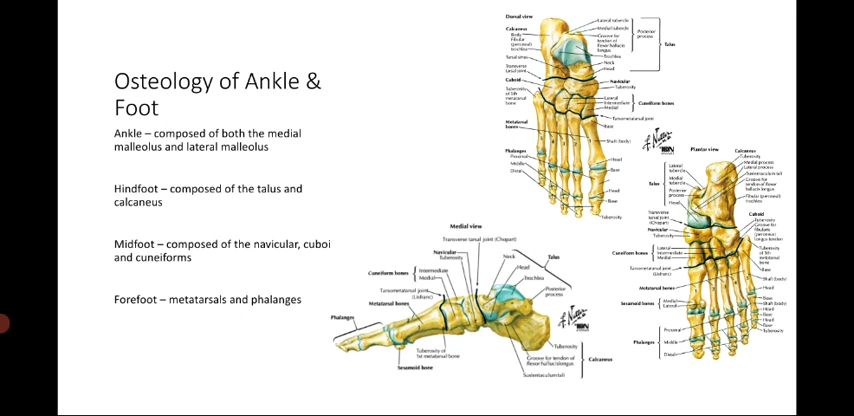 Osteology of Ankle &
Foot
Ankle – composed of both the medial
malleolus and lateral malleolus
Hindfoot – composed of the talus and
calcaneus
Midfoot – composed of the navicular, cuboi
and cuneiforms
Forefoot – metatarsals and phalanges
Dorsal view
Calcaneus
Body
Fibular
(peroneal)
trochlea
Tarsal sinus
Transverse
tarsal joint
Cuboid
Tuberosity
of 5th
metatarsal
bone
Metatarsal
bones
Phalanges
Proximal
Middle
Distal
Lateral tubercle
Medial tubercle
Groove for
tendon of
flexor hallucis
longus
Posterior
process
Talus
Trochlea
Neck
Head
Navicular
Tuberosity
Lateral
Intermediate
Medial
Cuneiform bones
Tarsometatarsal joint
Base
Shaft (body)
Head
Base
Head
Base
Tuberosity
Medial view
Transverse tarsal joint (Chopart)
Navicular
Tuberosity
Neck
Head
Trochlea
Talus
Posterior
process
Cuneiform bones
Intermediate
Medial
Tarsometatarsal joint
(Lisfranc)
Metatarsal bones
Phalanges
Tuberosity of
1st metatarsal bone
Sesamoid bone
Tuberosity
Groove for tendon of
flexor hallucis longus
Sustentaculum tali
Calcaneus
Plantar view
Calcaneus
Tuberosity
Medial process
Lateral process
Sustentaculum tali
Groove for
tendon of flexor
hallucis longus
Fibular (peroneal)
trochlea
Talus
Lateral
tubercle
Medial
tubercle
Posterior
process
Head
Transverse
tarsal joint
(Chopart)
Navicular
Tuberosity
Cuboid
Tuberosity
Groove for
fibularis
(peroneus)
longus tendon
Cuneiform bones
Lateral
Intermediate
Medial
Tarsometatarsal joint
(Lisfranc)
Tuberosity
of 5th
metatarsal
bone
Base
Shaft (body)
Head
Metatarsal bones
Sesamoid bones
Medial
Lateral
Base
Shaft (body)
Head
Base
Head
Base
Tuberosity
Phalanges
Proximal
Middle
Distal